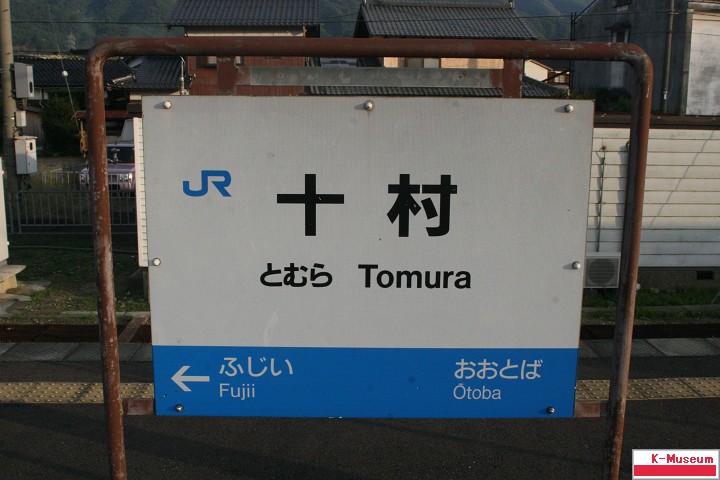 JR
十村
とむら Tomura
← ふじい おおとば
Fujii Ōtoba
K-Museum